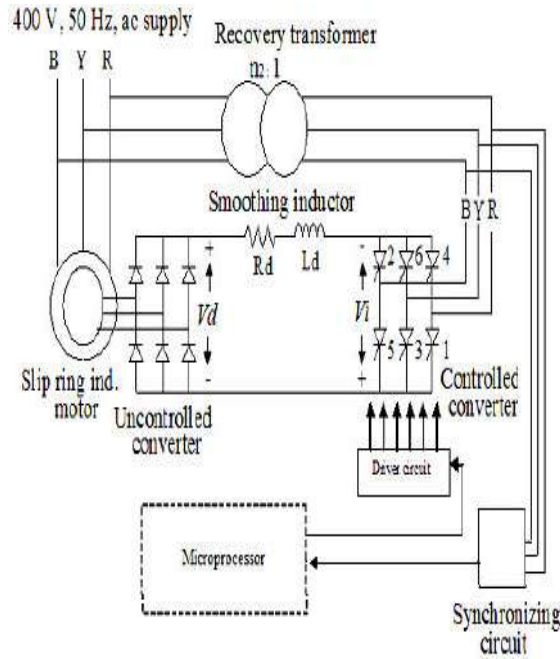 400 V, 50 Hz, ac supply
Recovery transformer
B Y R
n2: 1
Smoothing inductor
B Y R
+
Rd
Ld
-
2
6
4
Vd
Vi
5
3
1
-
+
Slip ring ind.
motor
Uncontrolled
converter
Controlled
converter
Driver circuit
Microprocessor
Synchronizing
circuit